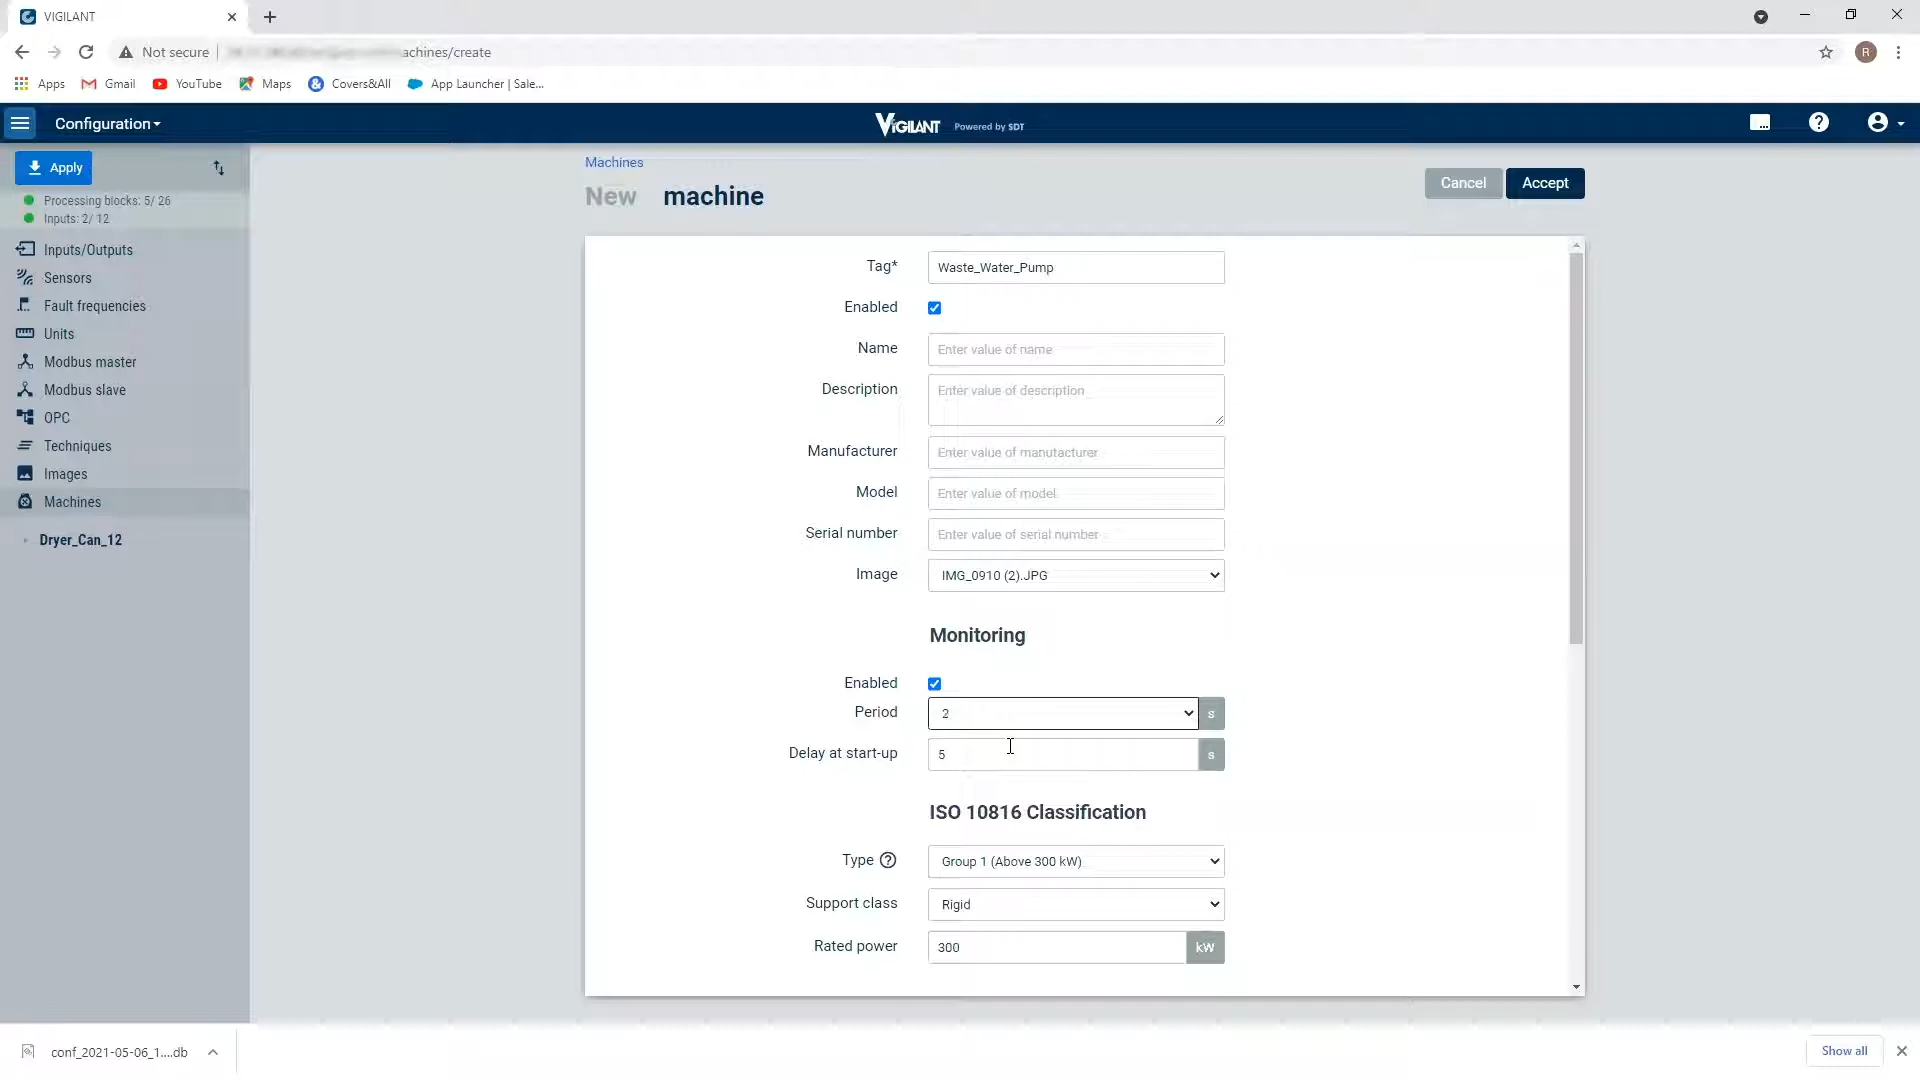 VIGILANT
Not secure
achines/create
R
Apps
Gmail
YouTube
Maps
Covers&All
App Launcher | Sale...
Configuration
VIGILANT Powered by SDT
Apply
Processing blocks: 5/ 26
Inputs: 2/ 12
Inputs/Outputs
Sensors
Fault frequencies
Units
Modbus master
Modbus slave
OPC
Techniques
Images
Machines
Dryer_Can_12
Machines
New machine
Cancel
Accept
Tag* Waste_Water_Pump
Enabled
Name Enter value of name
Description Enter value of description
Manufacturer Enter value of manufacturer
Model Enter value of model
Serial number Enter value of serial number
Image IMG_0910 (2).JPG
Monitoring
Enabled
Period 2 s
Delay at start-up 5 s
ISO 10816 Classification
Type Group 1 (Above 300 kW)
Support class Rigid
Rated power 300 kW
conf_2021-05-06_1....db
Show all